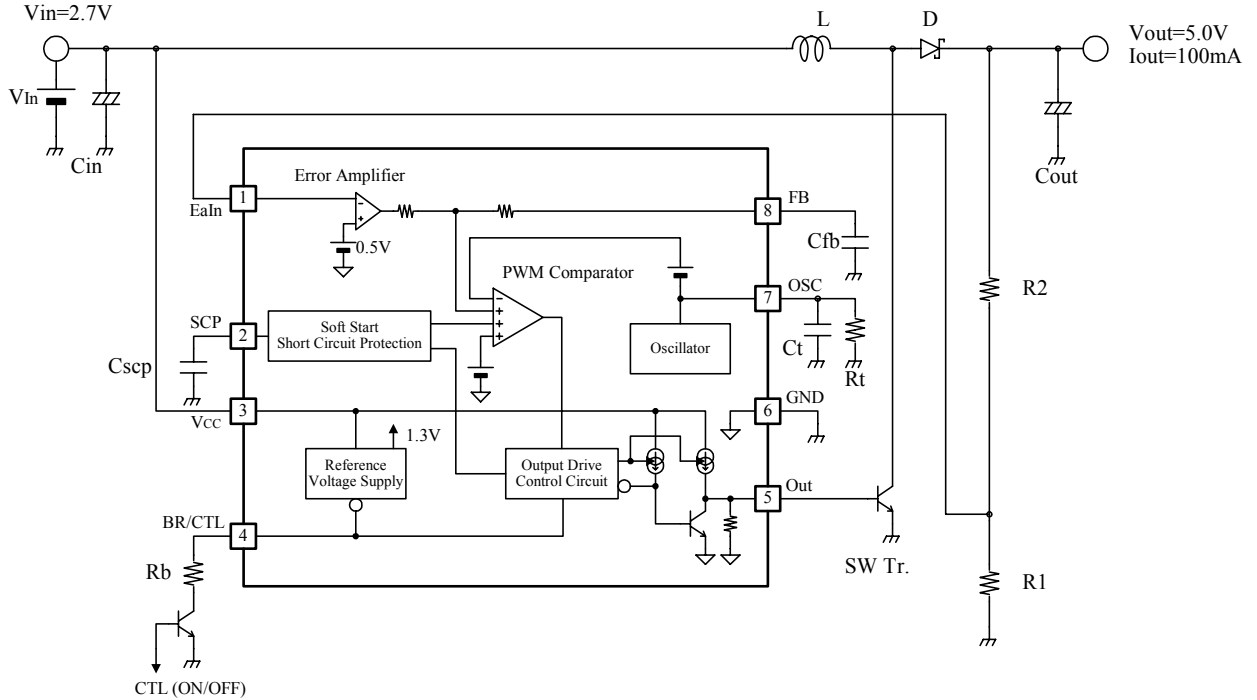 Vin=2.7V
L
D
Vout=5.0V
Iout=100mA
VIn
Cin
Cout
Error Amplifier
1
EaIn
0.5V
8
FB
Cfb
PWM Comparator
7
OSC
R2
SCP
2
Soft Start
Short Circuit Protection
Oscillator
Ct
Rt
Cscp
3
VCC
6
GND
1.3V
Reference
Voltage Supply
Output Drive
Control Circuit
5
Out
BR/CTL
4
SW Tr.
Rb
R1
CTL (ON/OFF)